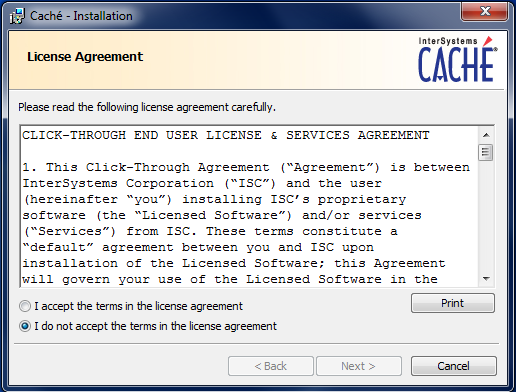 Caché - Installation
License Agreement
InterSystems
CACHÉ®
Please read the following license agreement carefully.
CLICK-THROUGH END USER LICENSE & SERVICES AGREEMENT
1. This Click-Through Agreement (“Agreement”) is between
InterSystems Corporation (“ISC”) and the user
(hereinafter “you”) installing ISC’s proprietary
software (the “Licensed Software”) and/or services
(“Services”) from ISC. These terms constitute a
“default” agreement between you and ISC upon
installation of the Licensed Software; this Agreement
will govern your use of the Licensed Software in the
I accept the terms in the license agreement
Print
I do not accept the terms in the license agreement
< Back
Next >
Cancel